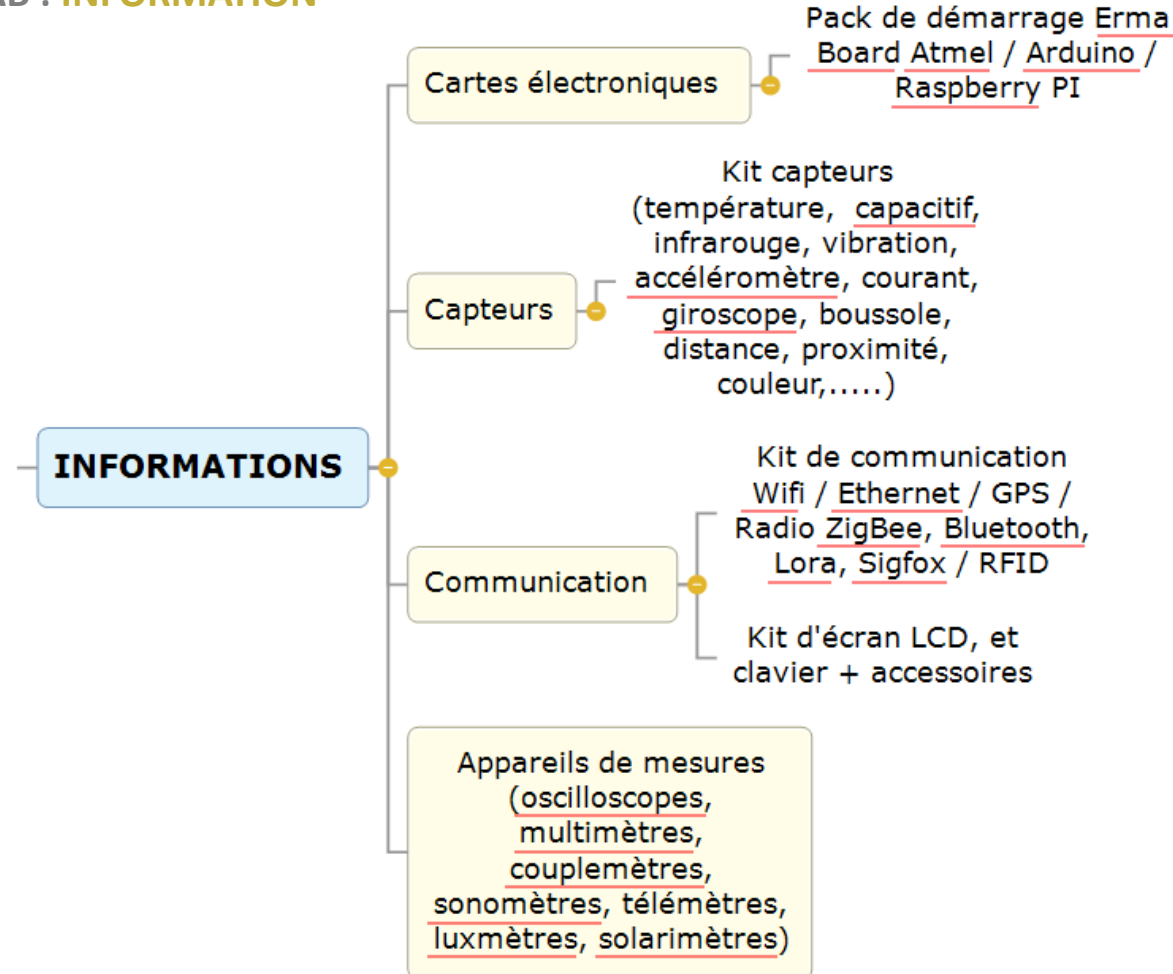 : INFORMATION
Pack de démarrage Erma
Board Atmel / Arduino /
Raspberry PI
Cartes électroniques
Kit capteurs
(température, capacitif,
infrarouge, vibration,
accéléromètre, courant,
giroscope, boussole,
distance, proximité,
couleur,.....)
Capteurs
INFORMATIONS
Kit de communication
Wifi / Ethernet / GPS /
Radio ZigBee, Bluetooth,
Lora, Sigfox / RFID
Communication
Kit d'écran LCD, et
clavier + accessoires
Appareils de mesures
(oscilloscopes,
multimètres,
couplemètres,
sonomètres, télémètres,
luxmètres, solarimètres)